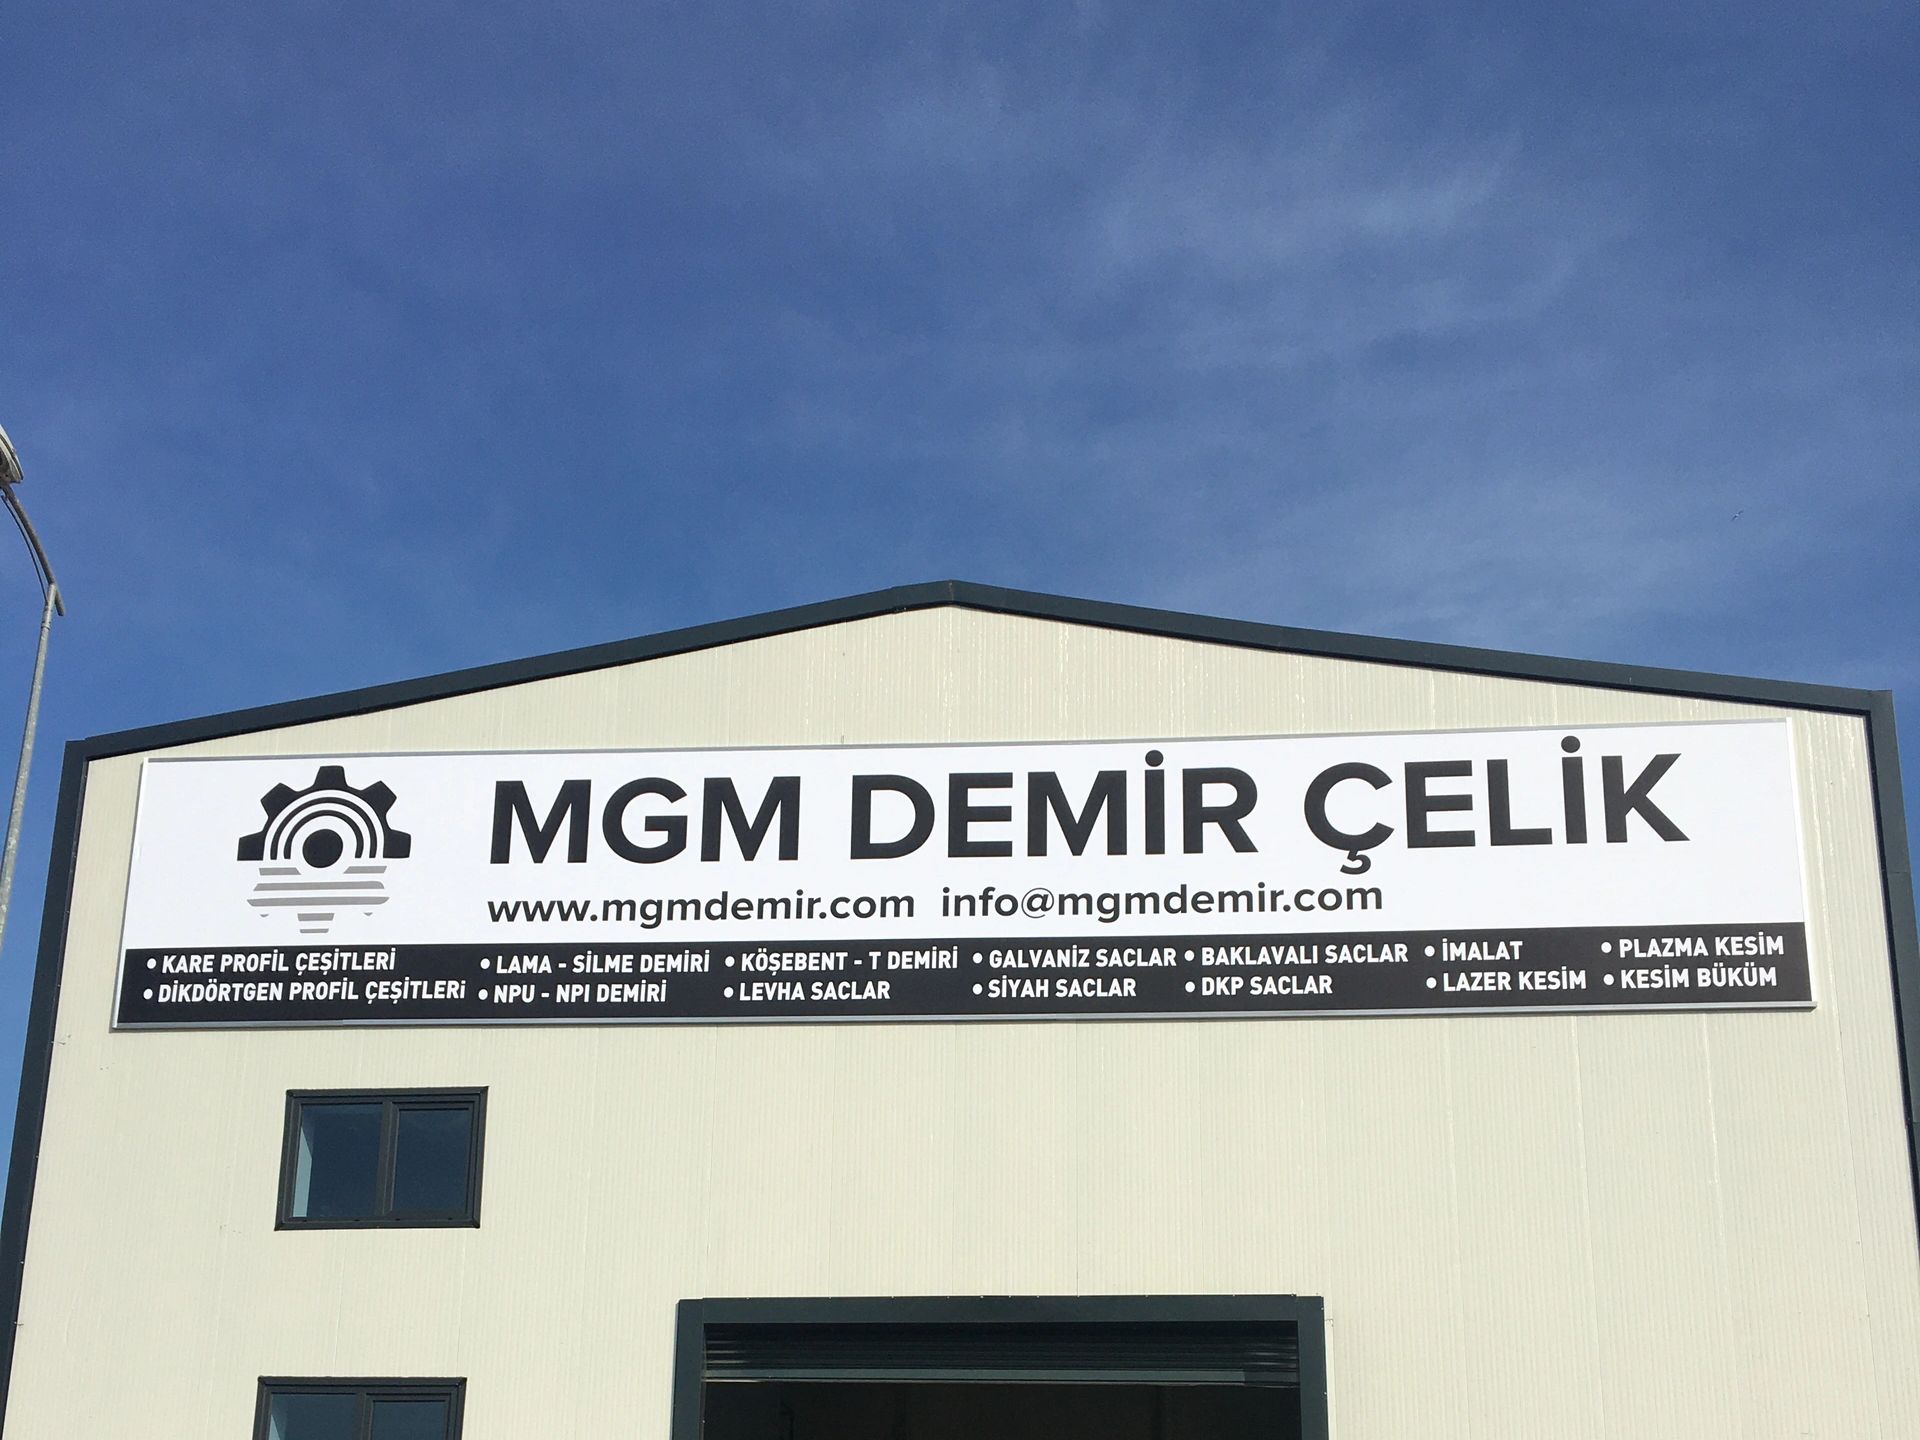 MGM DEMİR ÇELİK
www.mgmdemir.com info@mgmdemir.com
• KARE PROFİL ÇEŞİTLERİ • LAMA - SİLME DEMİRİ • KÖŞEBENT - T DEMİRİ • GALVANİZ SACLAR • BAKLAVALI SACLAR • İMALAT • PLAZMA KESİM
• DİKDÖRTGEN PROFİL ÇEŞİTLERİ • NPU - NPI DEMİRİ • LEVHA SACLAR • SİYAH SACLAR • DKP SACLAR • LAZER KESİM • KESİM BÜKÜM